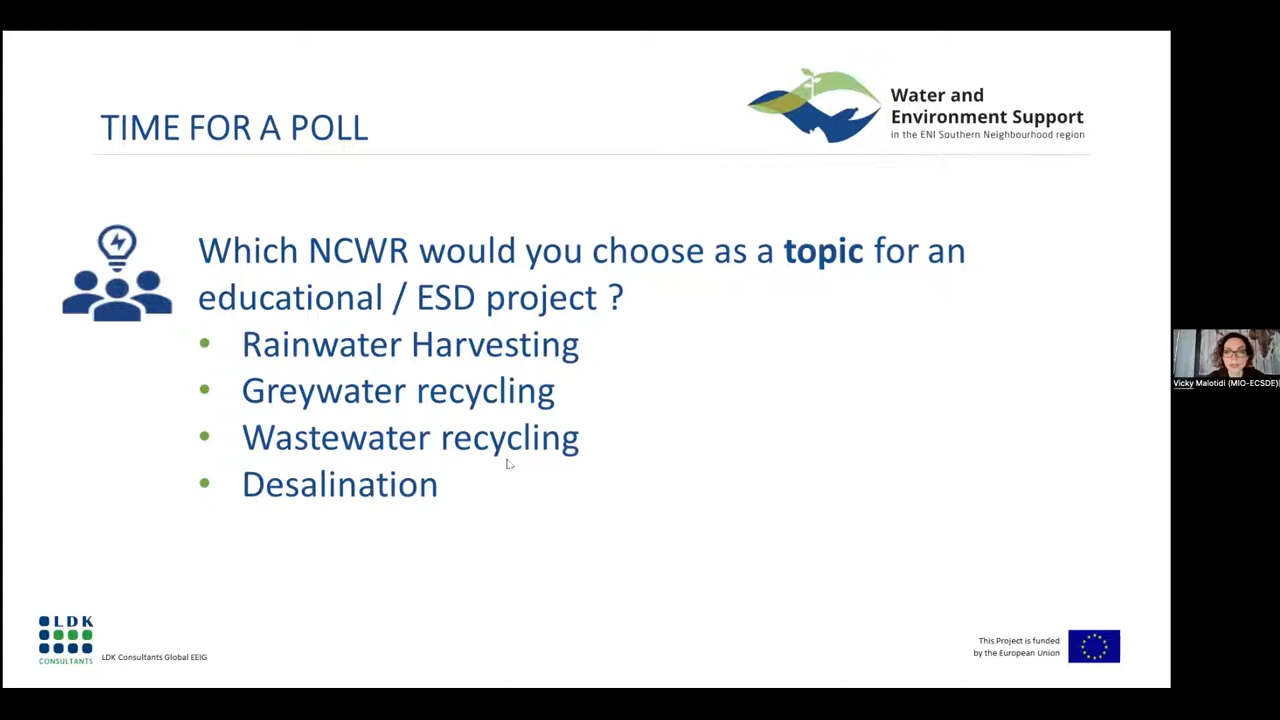 TIME FOR A POLL
Water and
Environment Support
in the ENI Southern Neighbourhood region
Which NCWR would you choose as a topic for an
educational / ESD project ?
• Rainwater Harvesting
• Greywater recycling
• Wastewater recycling
• Desalination
Vicky Malotidi (MIO-ECSDE)
LDK
CONSULTANTS
LDK Consultants Global EEIG
This Project is funded
by the European Union